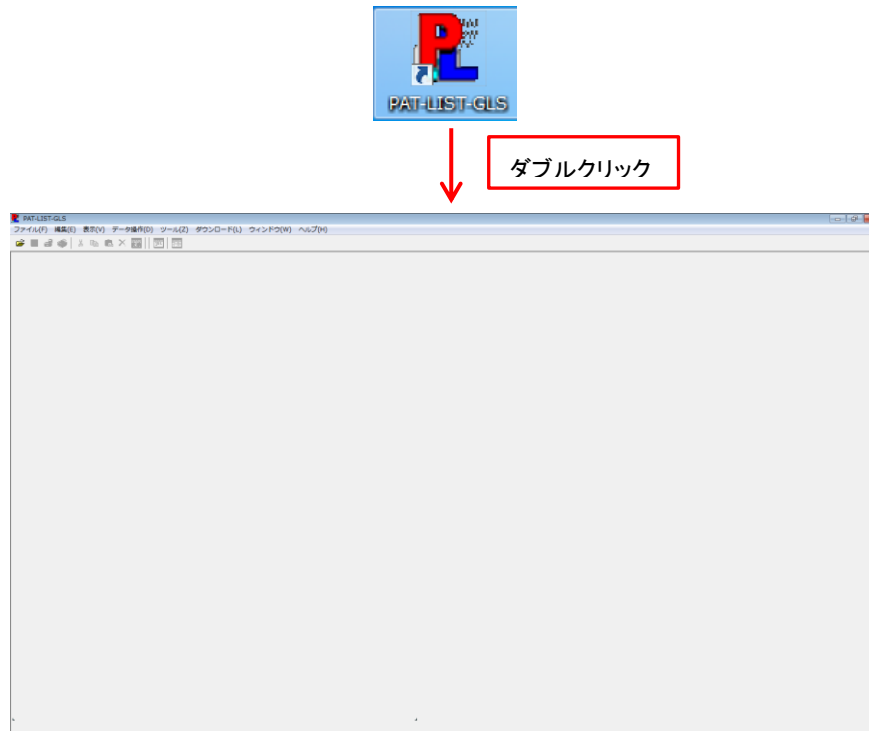 PAT-LIST-GLS
ダブルクリック
PAT-LIST-GLS
ファイル(F) 編集(E) 表示(V) データ操作(D) ツール(Z) ダウンロード(L) ウィンドウ(W) ヘルプ(H)